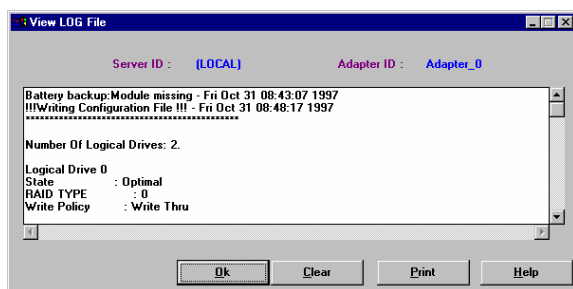 View LOG File
Server ID : (LOCAL) Adapter ID : Adapter_0
Battery backup:Module missing - Fri Oct 31 08:43:07 1997
!!!Writing Configuration File !!! - Fri Oct 31 08:48:17 1997
******************************************
Number Of Logical Drives: 2.
Logical Drive 0
State : Optimal
RAID TYPE : 0
Write Policy : Write Thru
Ok Clear Print Help